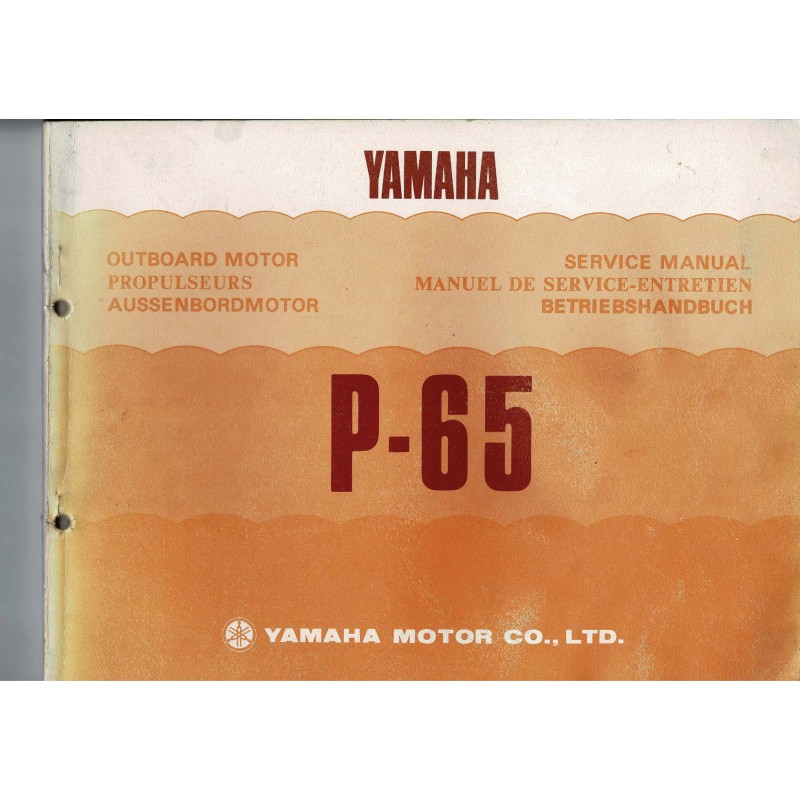 YAMAHA
OUTBOARD MOTOR
PROPULSEURS
AUSSENBORDMOTOR
SERVICE MANUAL
MANUEL DE SERVICE-ENTRETIEN
BETRIEBSHANDBUCH
P-65
YAMAHA MOTOR CO., LTD.